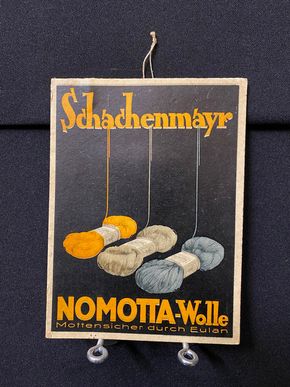 Schachenmayr
NOMOTTA-Wolle
Mottensicher durch Eulan